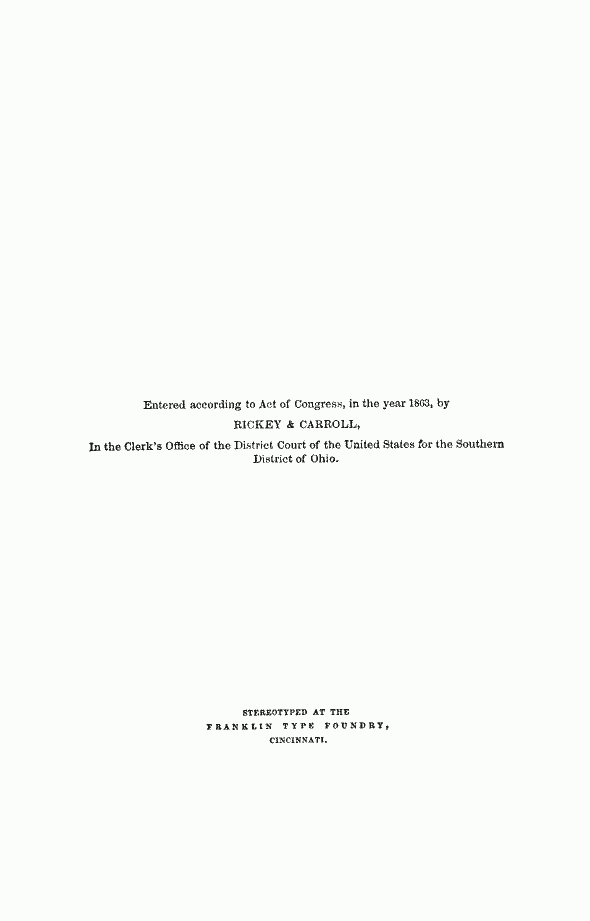 Entered according to Act of Congress, in the year 1863, by
RICKEY & CARROLL,
In the Clerk's Office of the District Court of the United States for the Southern
District of Ohio.
STEREOTYPED AT THE
FRANKLIN TYPE FOUNDRY,
CINCINNATI.